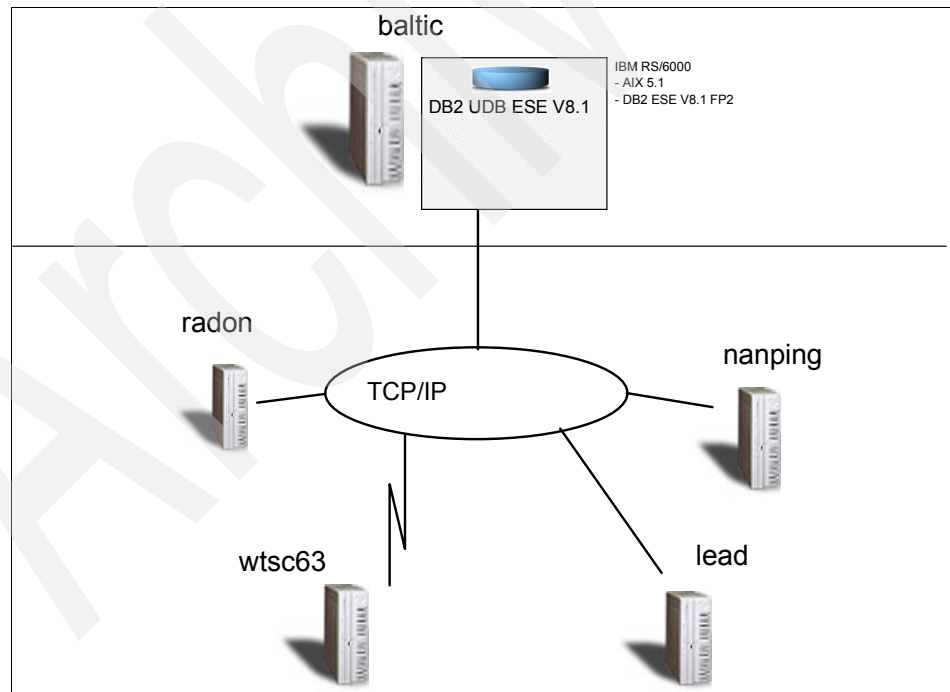 baltic
DB2 UDB ESE V8.1
IBM RS/6000
- AIX 5.1
- DB2 ESE V8.1 FP2
radon
nanping
TCP/IP
wtsc63
lead